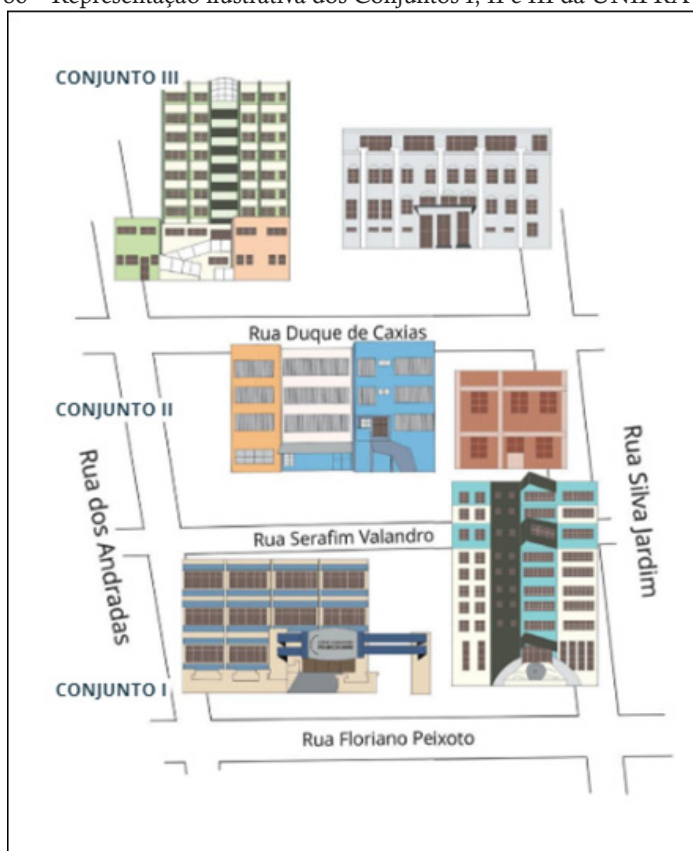 Representação ilustrativa dos Conjuntos I, II e III da
CONJUNTO III
Rua Duque de Caxias
CONJUNTO II
Rua dos Andradas
Rua Silva Jardim
Rua Serafim Valandro
CONJUNTO I
Rua Floriano Peixoto